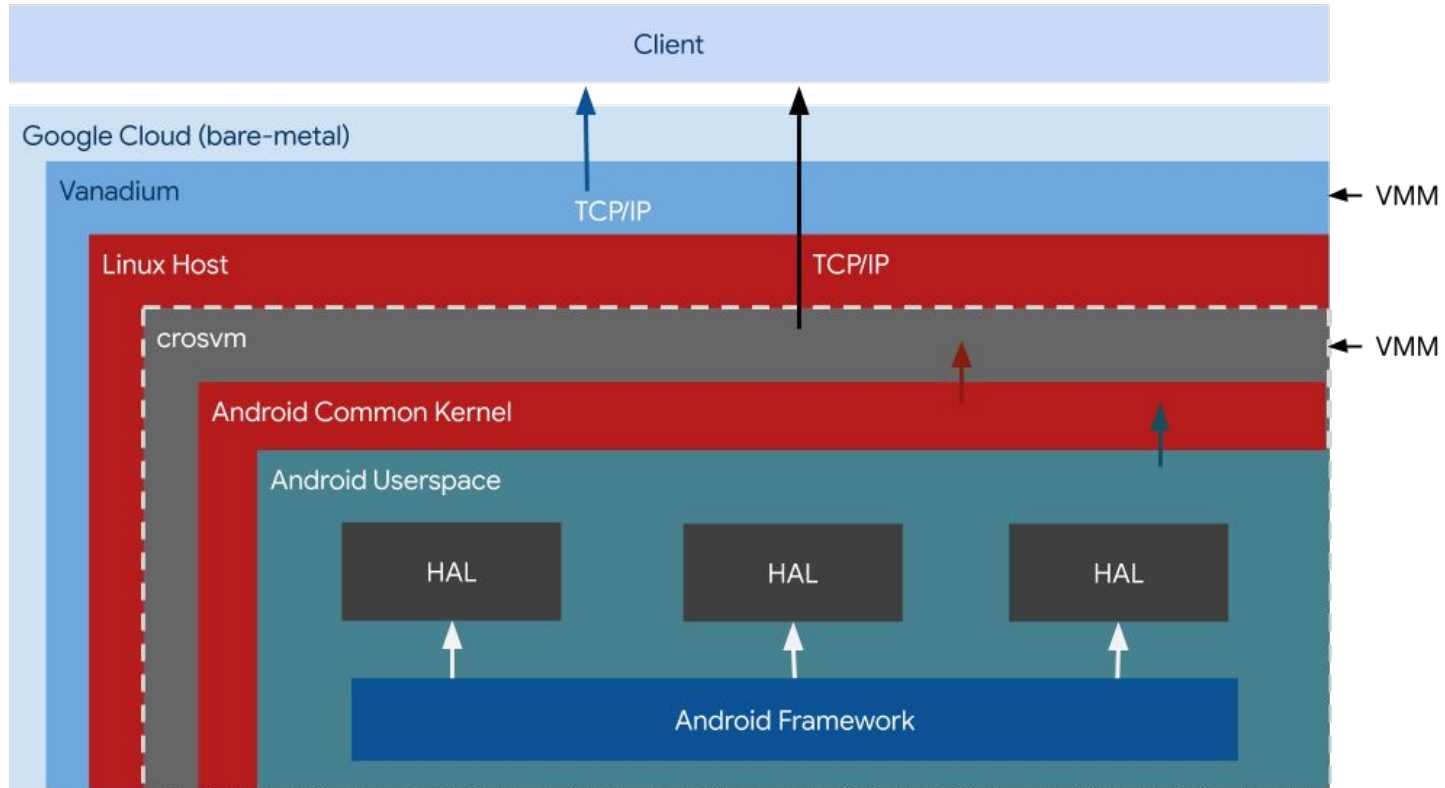 Client
Google Cloud (bare-metal)
Vanadium
VMM
TCP/IP
Linux Host
TCP/IP
crosvm
VMM
Android Common Kernel
Android Userspace
HAL
HAL
HAL
Android Framework